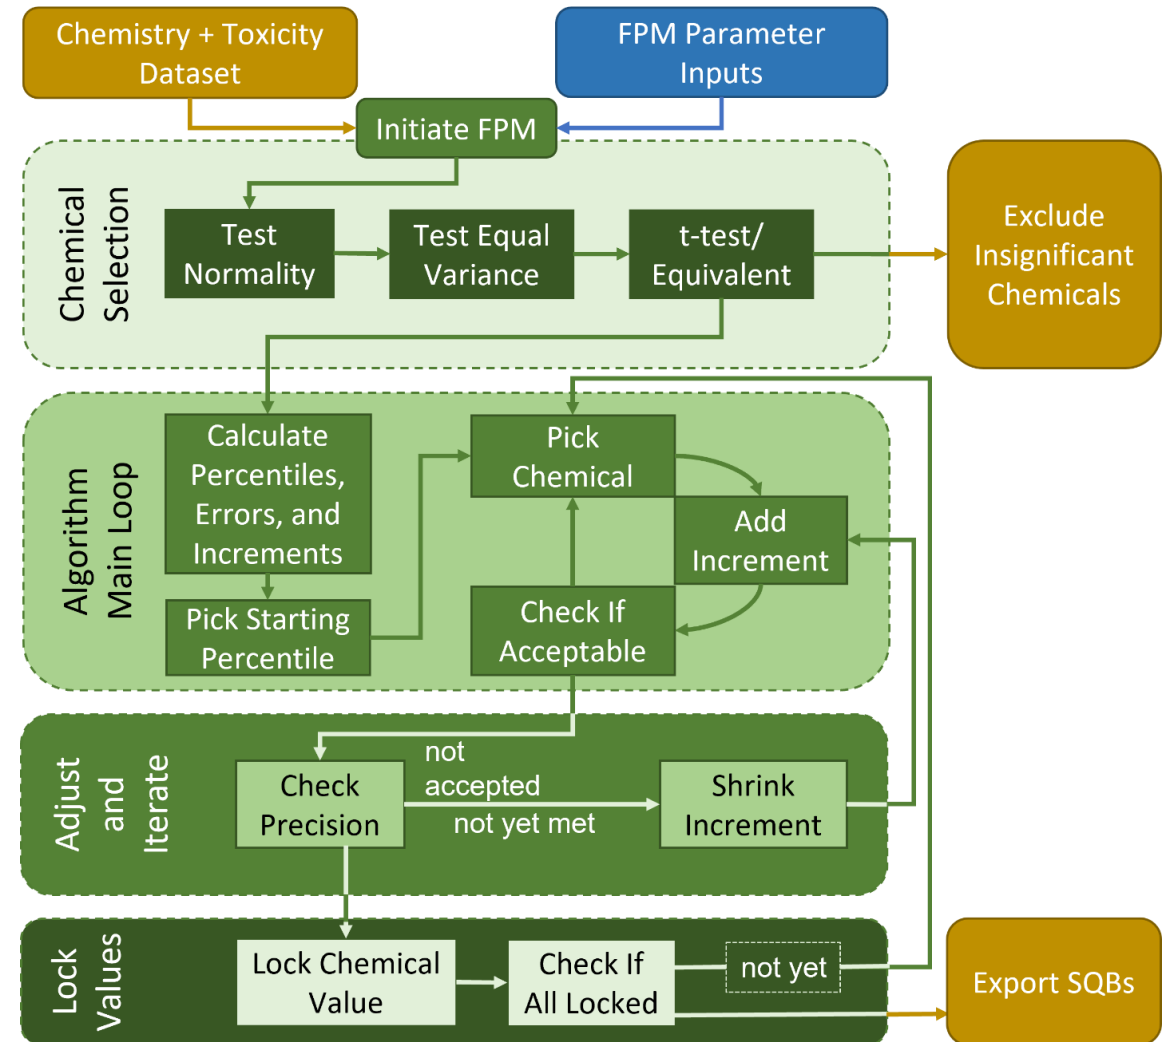 Chemistry + Toxicity
Dataset
FPM Parameter
Inputs
Initiate FPM
Chemical
Selection
Test
Normality
Test Equal
Variance
t-test/
Equivalent
Exclude
Insignificant
Chemicals
Algorithm
Main Loop
Calculate
Percentiles,
Errors, and
Increments
Pick Starting
Percentile
Pick
Chemical
Add
Increment
Check If
Acceptable
Adjust
and
Iterate
not
accepted
Check
Precision
not yet met
Shrink
Increment
Lock
Values
Lock Chemical
Value
Check If
All Locked
not yet
Export SQBs